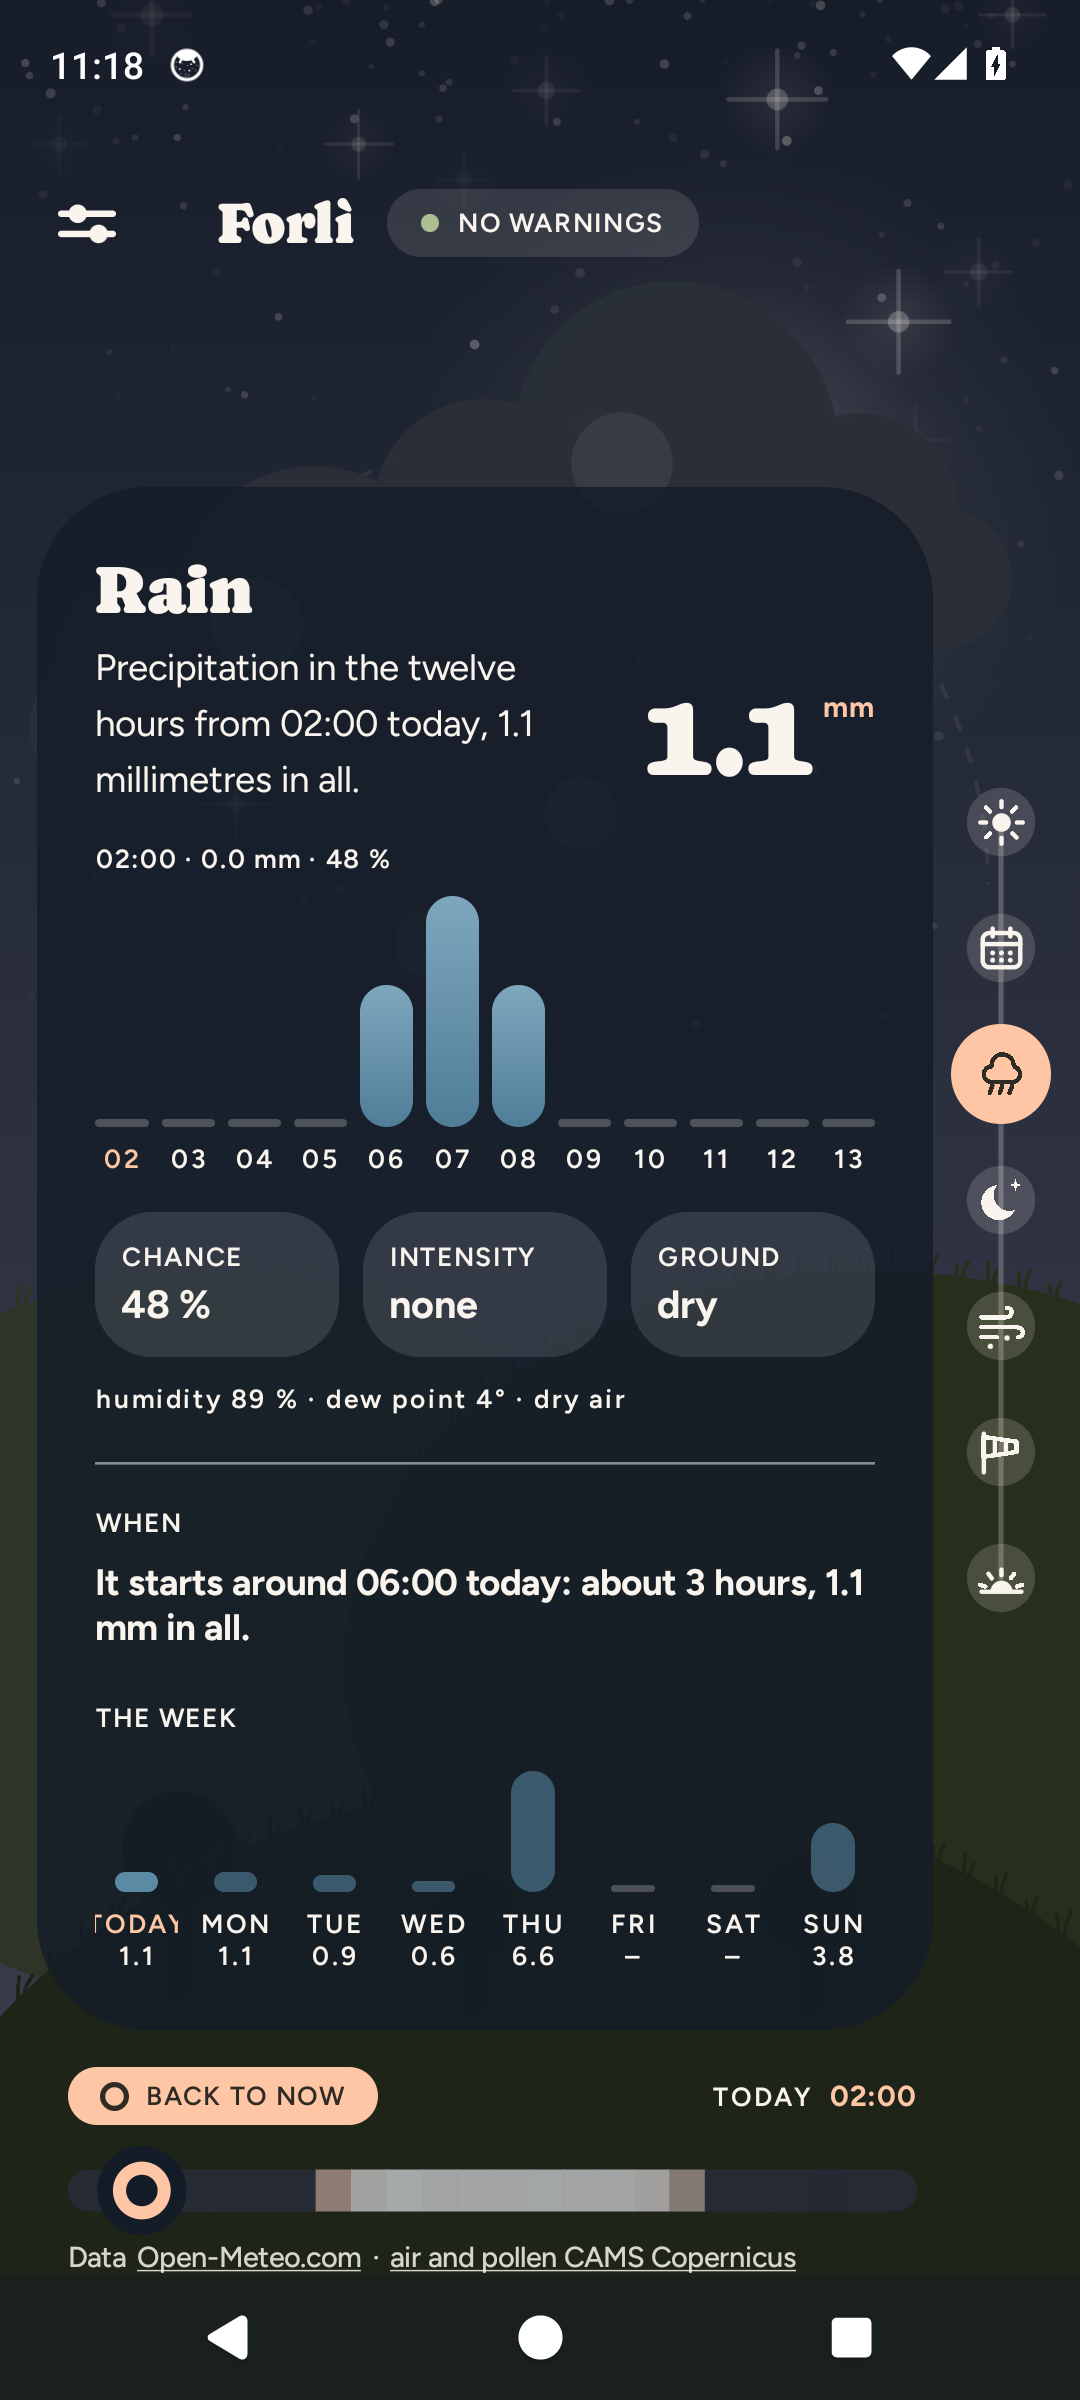 11:18
Forlì
NO WARNINGS
Rain
Precipitation in the twelve
hours from 02:00 today, 1.1
millimetres in all.
1.1 mm
02:00 · 0.0 mm · 48 %
02 03 04 05 06 07 08 09 10 11 12 13
CHANCE
48 %
INTENSITY
none
GROUND
dry
humidity 89 % · dew point 4° · dry air
WHEN
It starts around 06:00 today: about 3 hours, 1.1
mm in all.
THE WEEK
TODAY MON TUE WED THU FRI SAT SUN
1.1 1.1 0.9 0.6 6.6 – – 3.8
BACK TO NOW
TODAY 02:00
Data Open-Meteo.com · air and pollen CAMS Copernicus